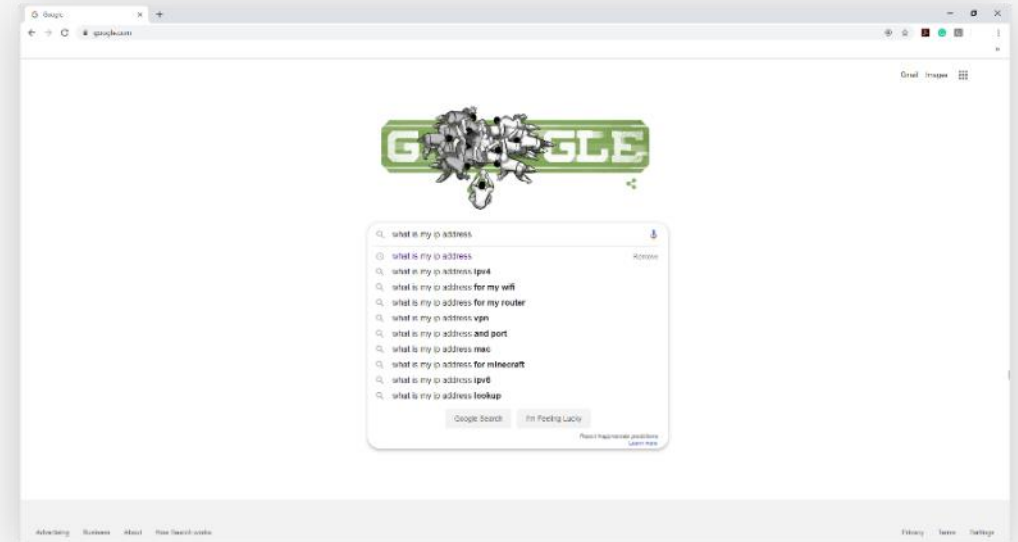 Google
google.com
Gmail Images
GOOGLE
what is my ip address
what is my ip address Remove
what is my ip address ipv4
what is my ip address for my wifi
what is my ip address for my router
what is my ip address vpn
what is my ip address and port
what is my ip address mac
what is my ip address for minecraft
what is my ip address ipv6
what is my ip address lookup
Google Search I'm Feeling Lucky
Report inappropriate predictions
Learn more
Advertising Business About How Search works Privacy Terms Settings